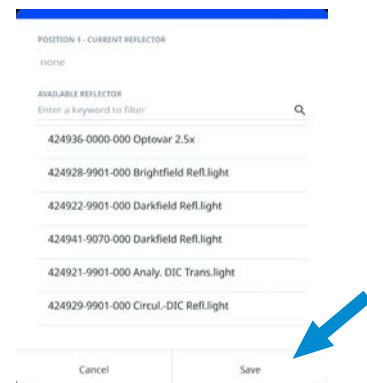 POSITION 1 - CURRENT REFLECTOR
none
AVAILABLE REFLECTOR
Enter a keyword to filter
424936-0000-000 Optovar 2.5x
424928-9901-000 Brightfield Refl.light
424922-9901-000 Darkfield Refl.light
424941-9070-000 Darkfield Refl.light
424921-9901-000 Analy. DIC Trans.light
424929-9901-000 Circul.-DIC Refl.light
Cancel Save